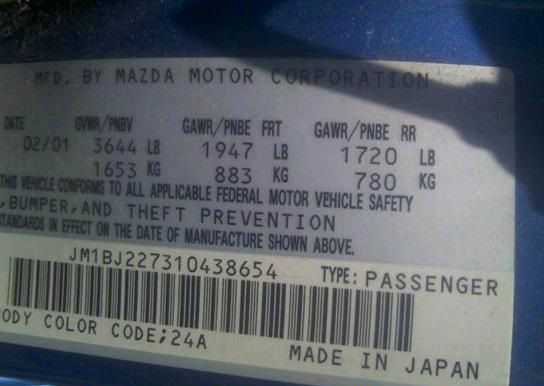 MFD. BY MAZDA MOTOR CORPORATION
DATE GVWR/PNBV GAWR/PNBE FRT GAWR/PNBE RR
02/01 3644 LB 1947 LB 1720 LB
1653 KG 883 KG 780 KG
THIS VEHICLE CONFORMS TO ALL APPLICABLE FEDERAL MOTOR VEHICLE SAFETY
,BUMPER,AND THEFT PREVENTION
STANDARDS IN EFFECT ON THE DATE OF MANUFACTURE SHOWN ABOVE.
JM1BJ227310438654 TYPE: PASSENGER
ODY COLOR CODE;24A
MADE IN JAPAN